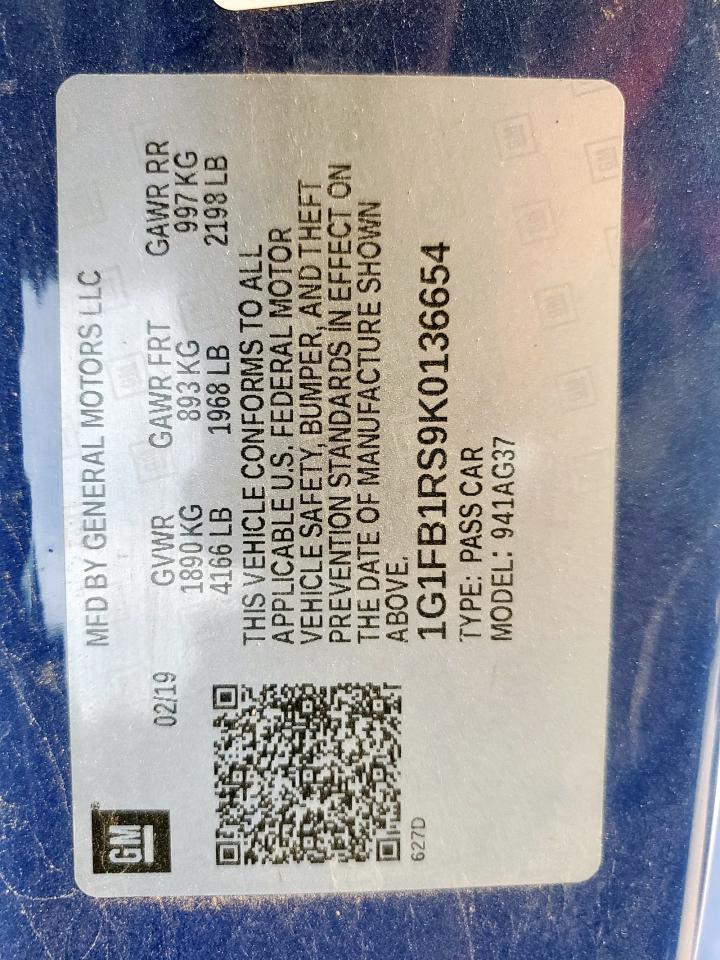 GM
MFD BY GENERAL MOTORS LLC
02/19
GVWR GAWR FRT GAWR RR
1890 KG 893 KG 997 KG
4166 LB 1968 LB 2198 LB
THIS VEHICLE CONFORMS TO ALL
APPLICABLE U.S. FEDERAL MOTOR
VEHICLE SAFETY, BUMPER, AND THEFT
PREVENTION STANDARDS IN EFFECT ON
THE DATE OF MANUFACTURE SHOWN
ABOVE.
1G1FB1RS9K0136654
TYPE: PASS CAR
MODEL: 941AG37
627D